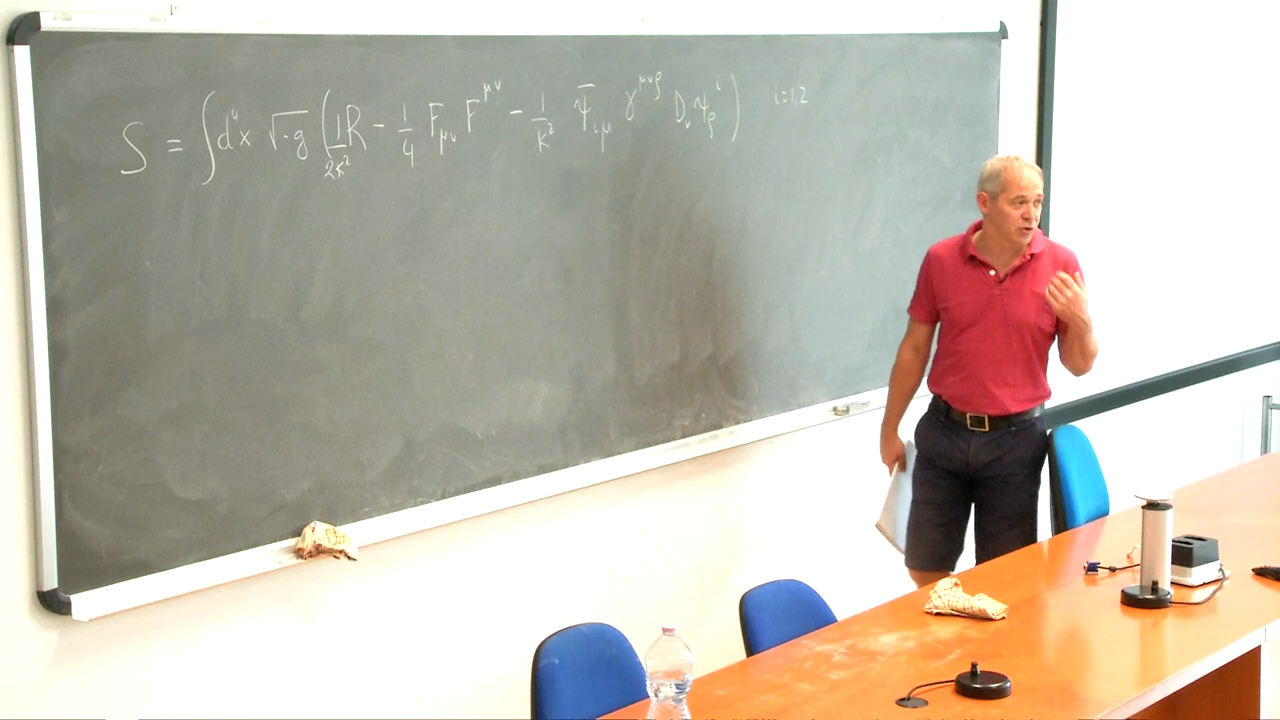 S = ∫d⁴x √-g (1/2κ² R - 1/4 F_μν F^μν - 1/κ² ψ̄_iμ γ^μνρ D_ν ψ_ρ^i) i=1,2